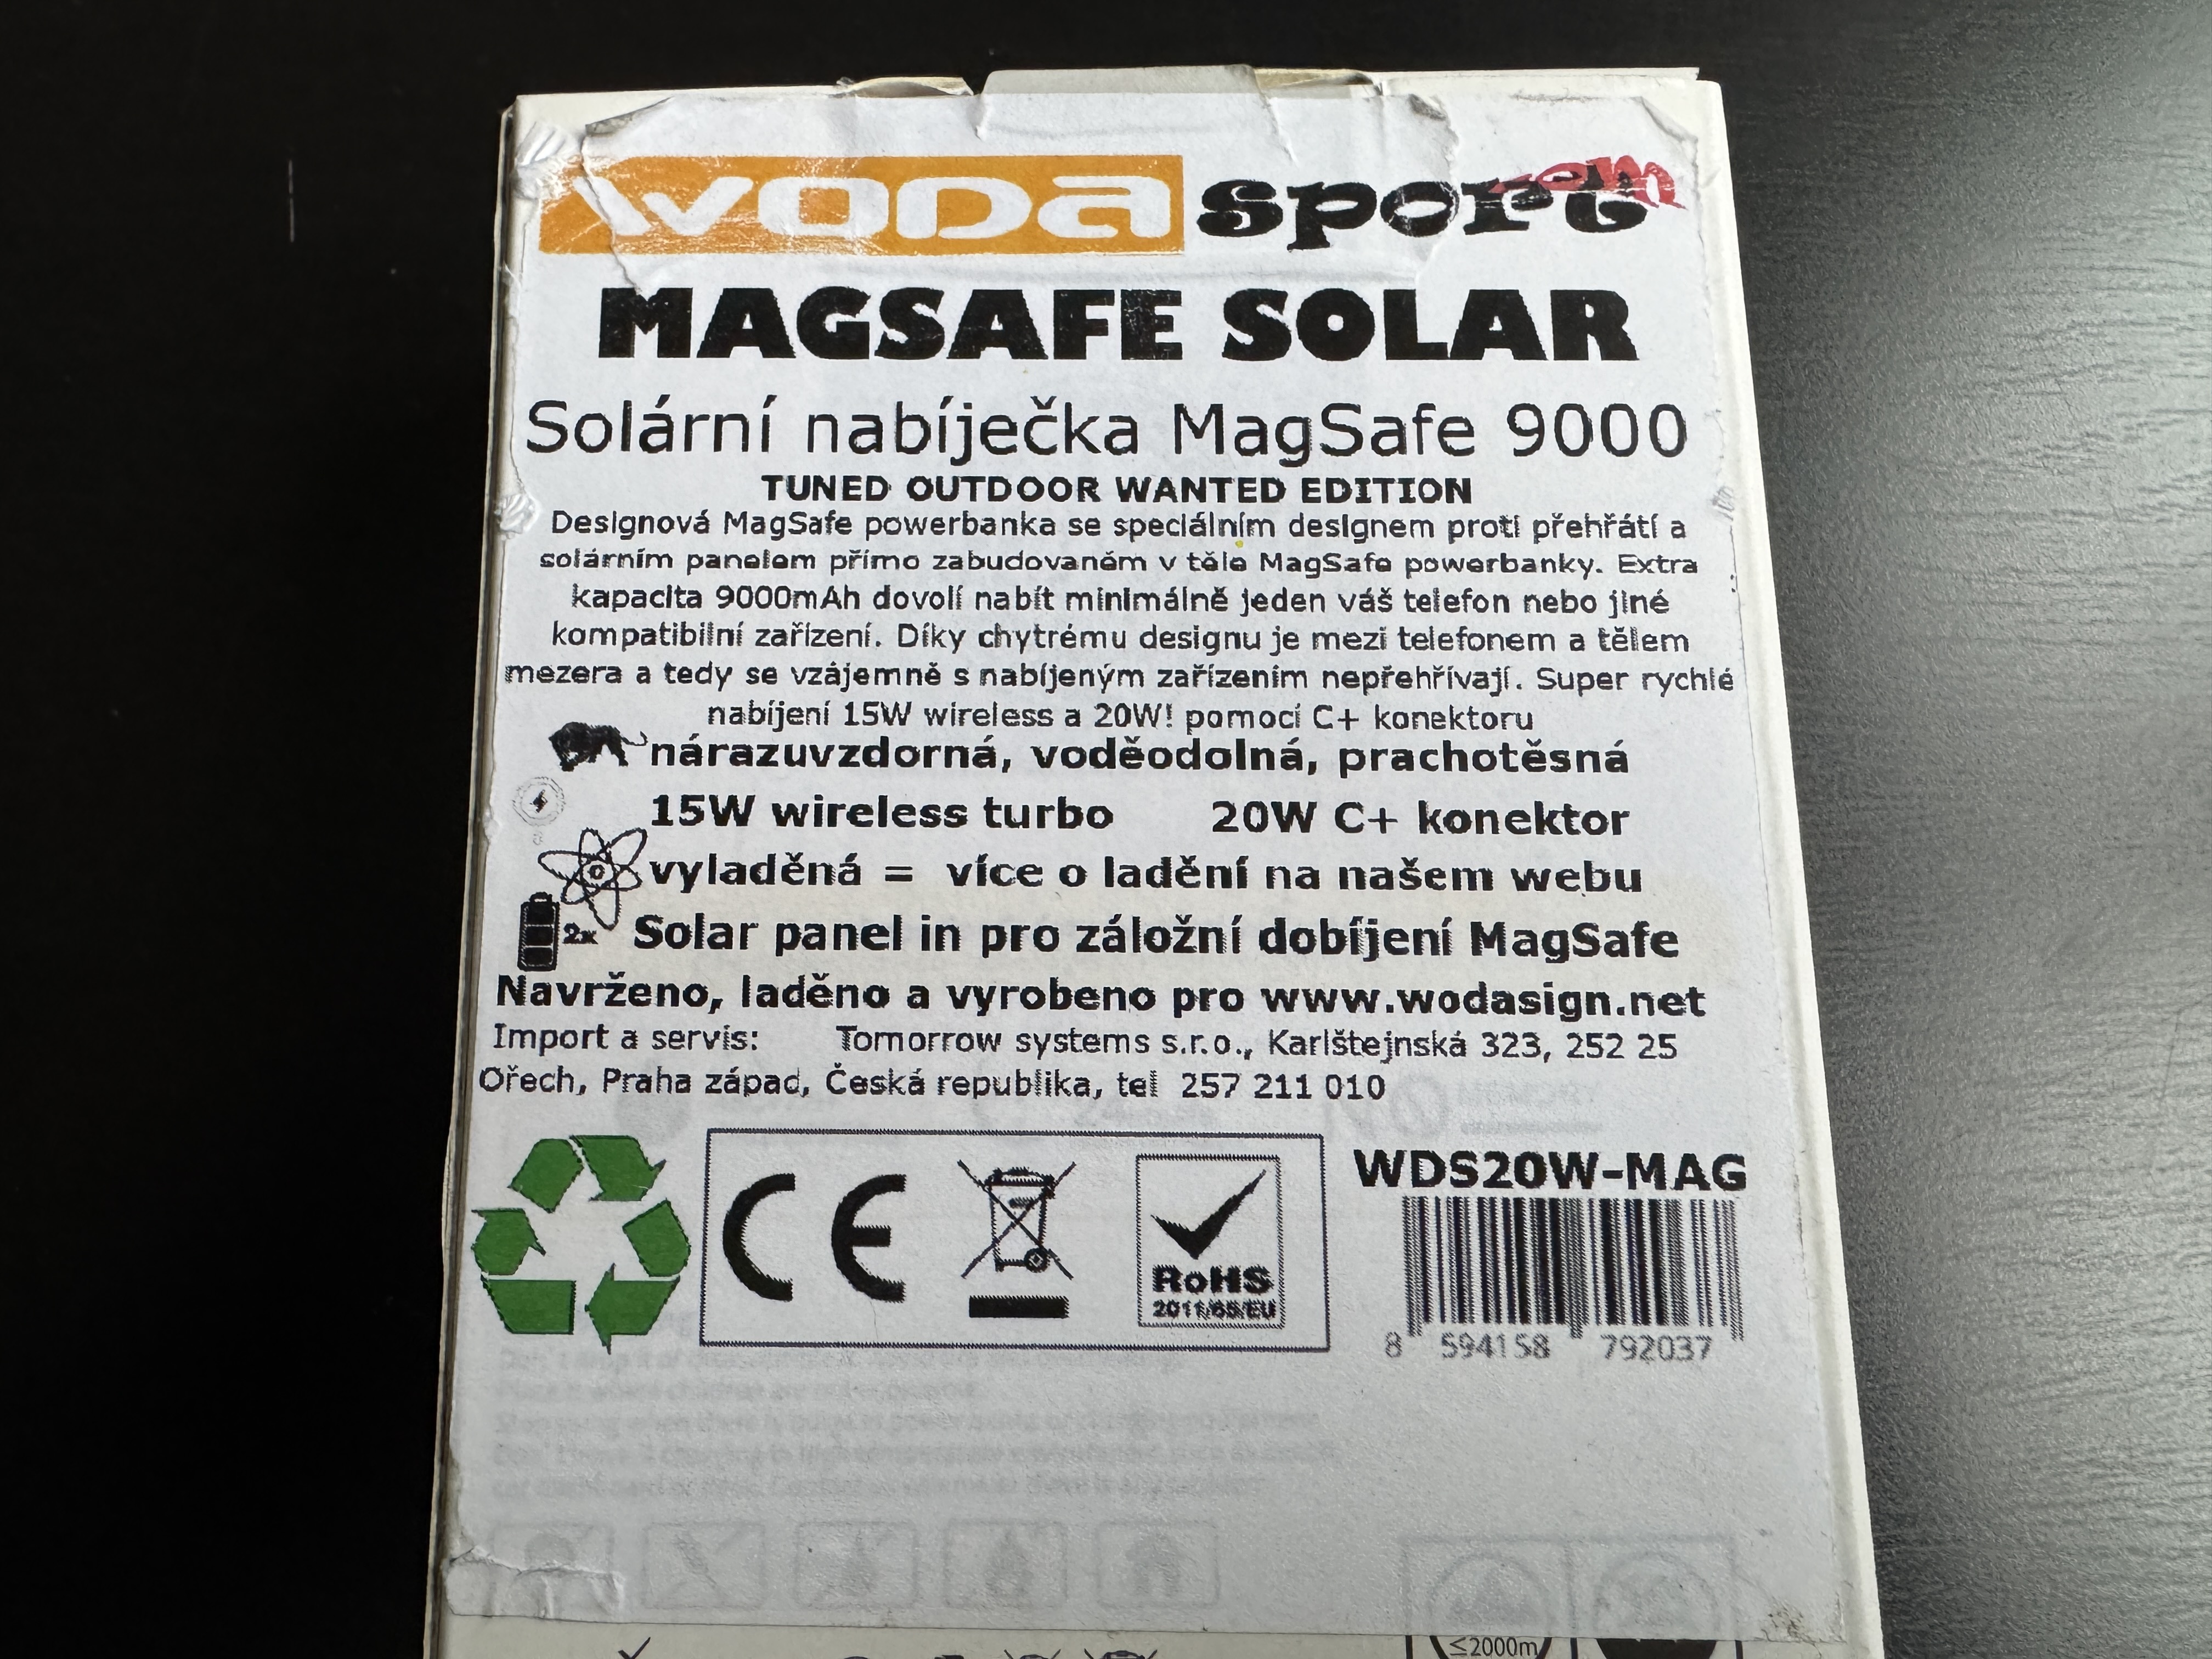 WODA sport
MAGSAFE SOLAR
Solární nabíječka MagSafe 9000
TUNED OUTDOOR WANTED EDITION
Designová MagSafe powerbanka se speciálním designem proti přehřátí a
solárním panelem přímo zabudovaném v těle MagSafe powerbanky. Extra
kapacita 9000mAh dovolí nabít minimálně jeden váš telefon nebo jiné
kompatibilní zařízení. Díky chytrému designu je mezi telefonem a tělem
mezera a tedy se vzájemně s nabíjeným zařízením nepřehřívají. Super rychlé
nabíjení 15W wireless a 20W! pomocí C+ konektoru
nárazuvzdorná, voděodolná, prachotěsná
15W wireless turbo 20W C+ konektor
vyladěná = více o ladění na našem webu
2x Solar panel in pro záložní dobíjení MagSafe
Navrženo, laděno a vyrobeno pro www.wodasign.net
Import a servis: Tomorrow systems s.r.o., Karlštejnská 323, 252 25
Ořech, Praha západ, Česká republika, tel 257 211 010
CE
RoHS
2011/65/EU
WDS20W-MAG
8 594158 792037
≤2000m